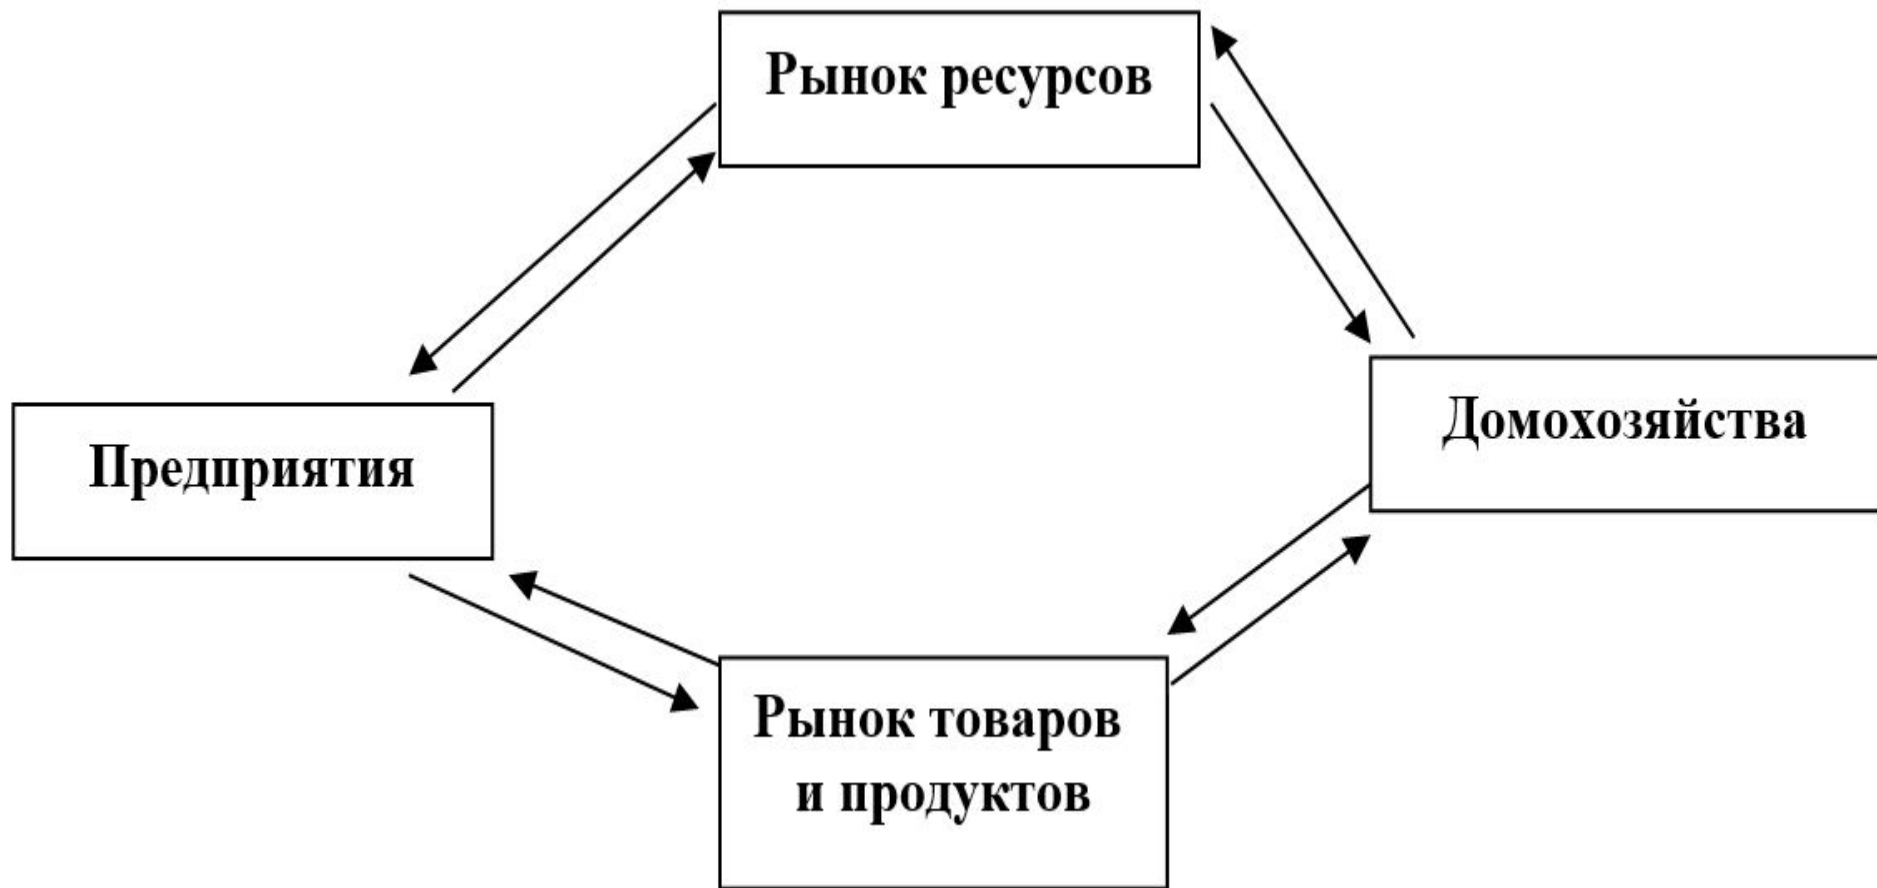 Рынок ресурсов
Домохозяйства
Предприятия
Рынок товаров
и продуктов